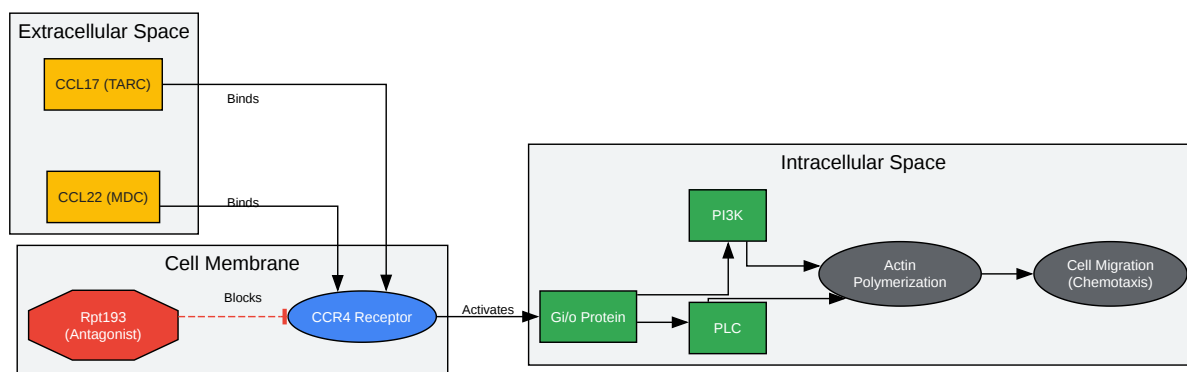 Extracellular Space
CCL17 (TARC)
Binds
CCL22 (MDC)
Binds
Cell Membrane
Rpt193
(Antagonist)
Blocks
CCR4 Receptor
Activates
Intracellular Space
PI3K
Gi/o Protein
PLC
Actin
Polymerization
Cell Migration
(Chemotaxis)